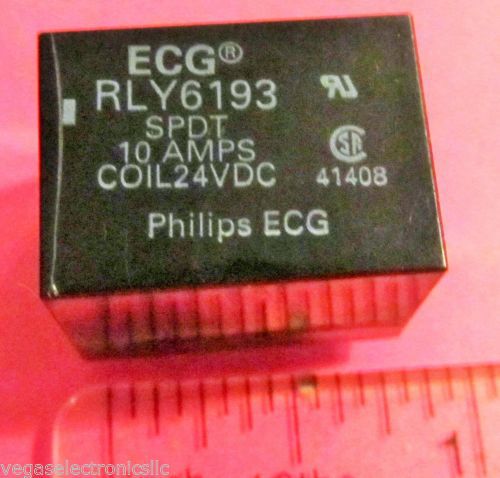 ECG®
RLY6193
SPDT
10 AMPS
COIL24VDC
41408
Philips ECG
1
vegaselectronicsllc